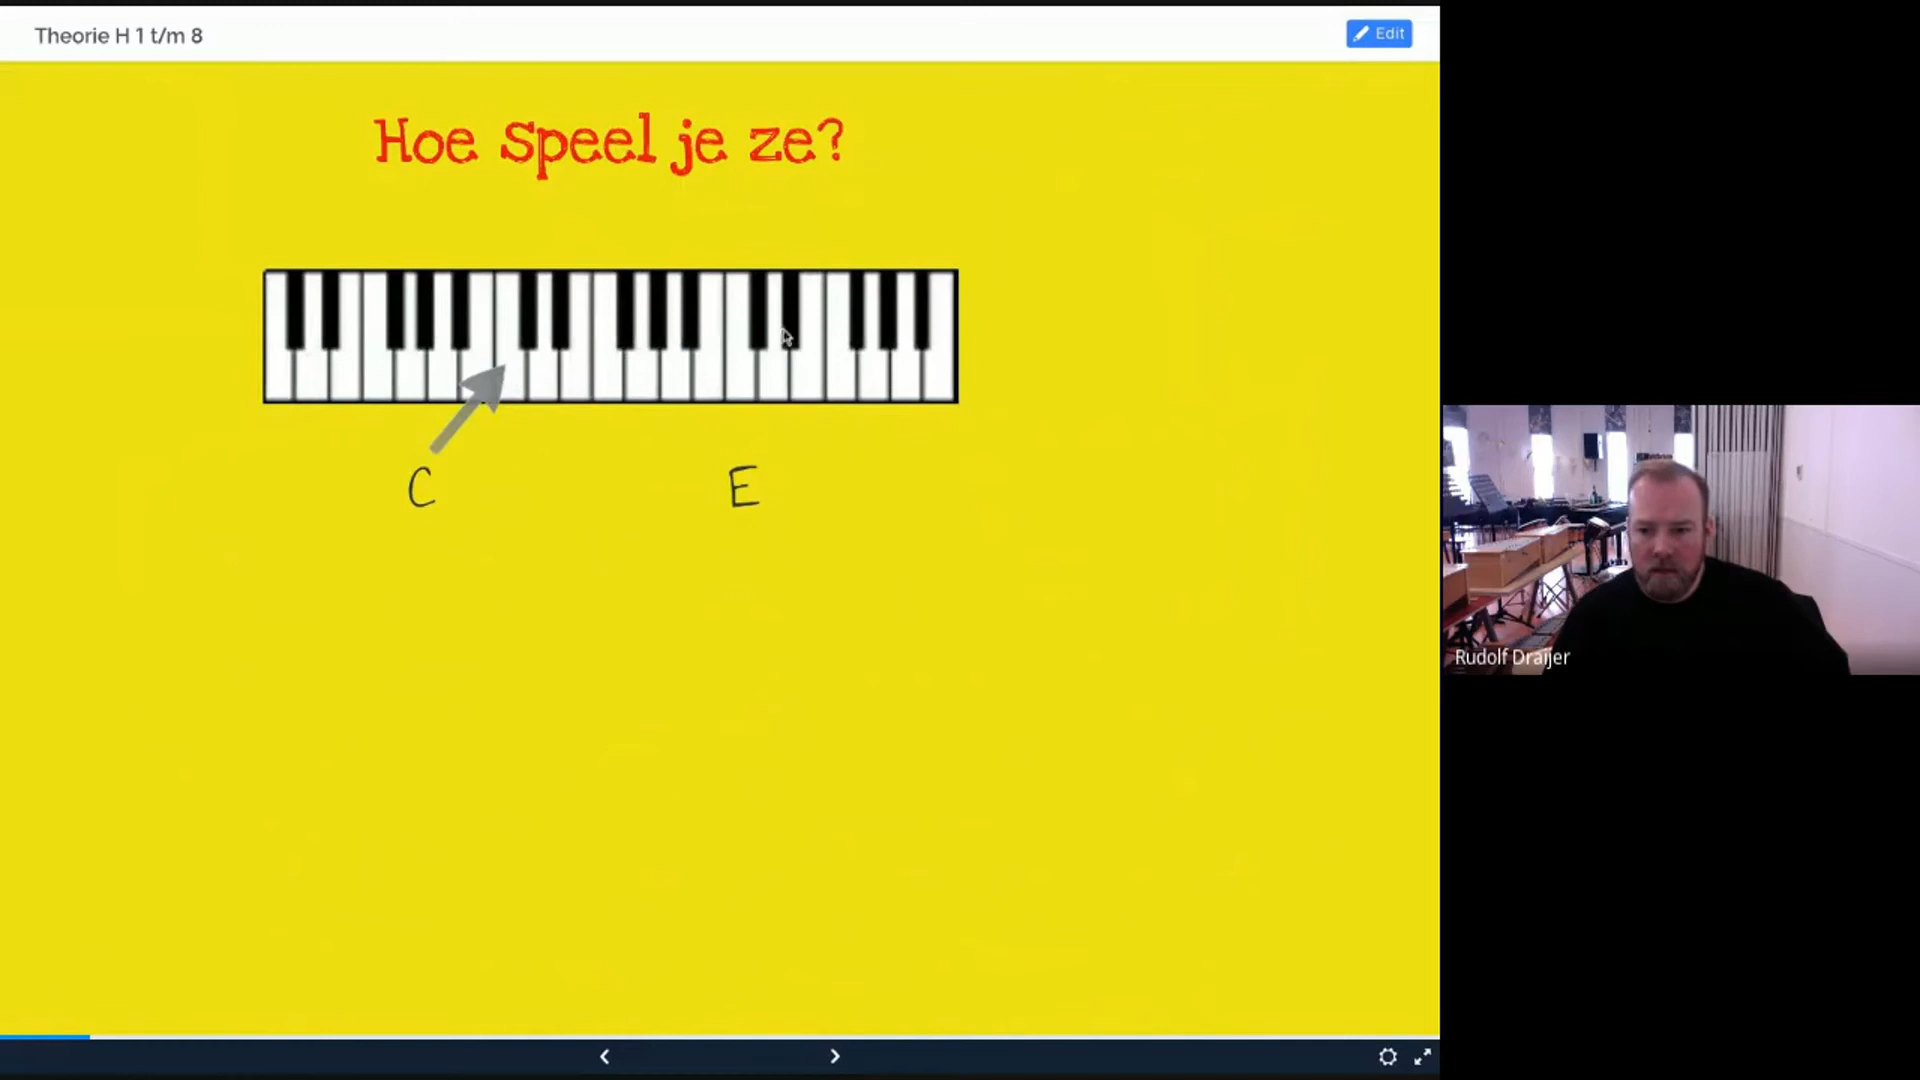 Theorie H 1 t/m 8
Edit
Hoe speel je ze?
C
E
Rudolf Draijer